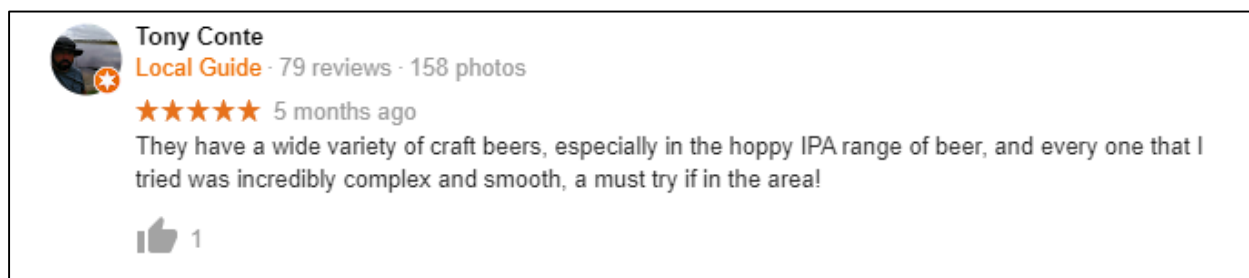 Tony Conte
Local Guide · 79 reviews · 158 photos
5 months ago
They have a wide variety of craft beers, especially in the hoppy IPA range of beer, and every one that I
tried was incredibly complex and smooth, a must try if in the area!
1